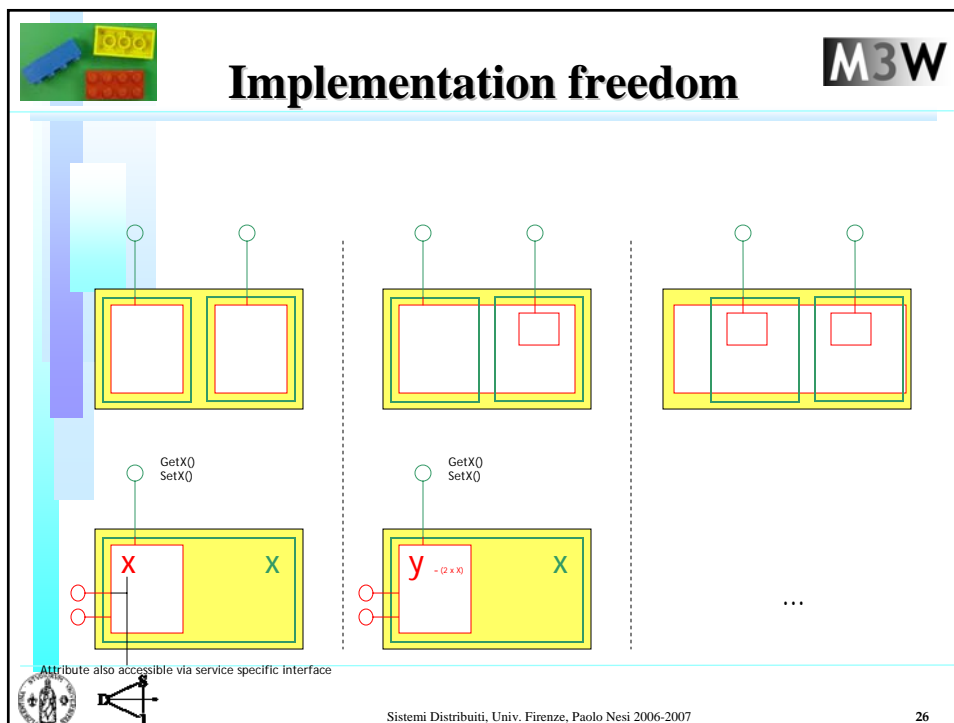 Implementation freedom
M3W
GetX()
SetX()
GetX()
SetX()
x
x
y = (2 x X)
x
...
Attribute also accessible via service specific interface
D S I
Sistemi Distribuiti, Univ. Firenze, Paolo Nesi 2006-2007
26